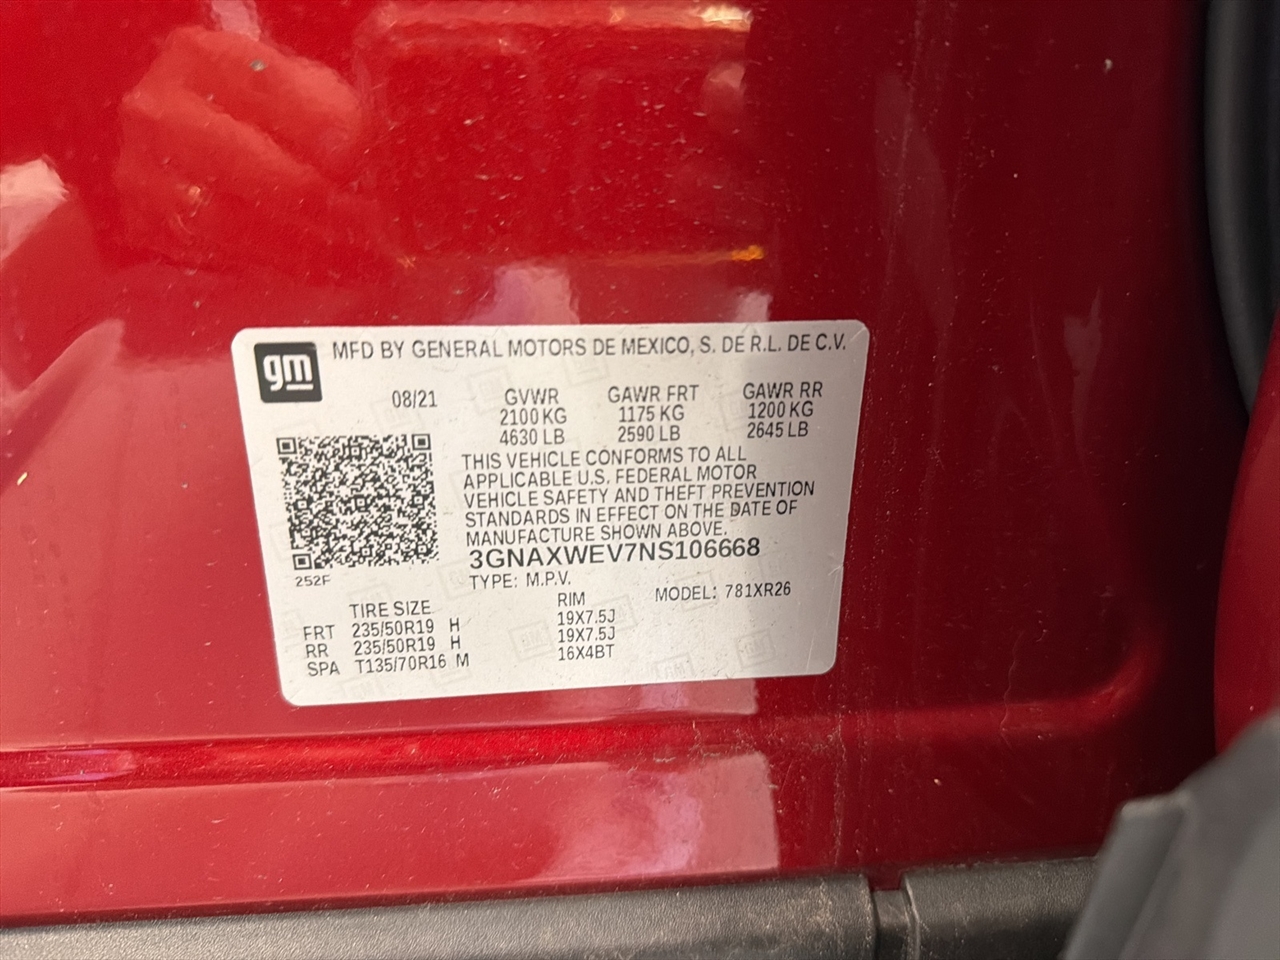 gm MFD BY GENERAL MOTORS DE MEXICO, S. DE R.L. DE C.V.
08/21 GVWR GAWR FRT GAWR RR
2100 KG 1175 KG 1200 KG
4630 LB 2590 LB 2645 LB
THIS VEHICLE CONFORMS TO ALL
APPLICABLE U.S. FEDERAL MOTOR
VEHICLE SAFETY AND THEFT PREVENTION
STANDARDS IN EFFECT ON THE DATE OF
MANUFACTURE SHOWN ABOVE.
3GNAXWEV7NS106668
252F TYPE: M.P.V. MODEL: 781XR26
TIRE SIZE RIM
FRT 235/50R19 H 19X7.5J
RR 235/50R19 H 19X7.5J
SPA T135/70R16 M 16X4BT